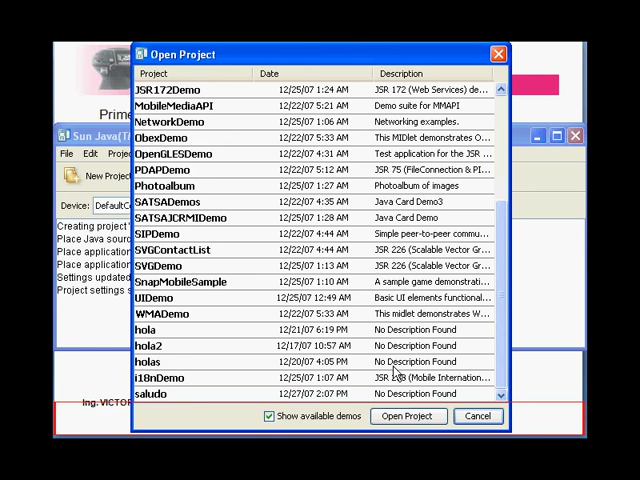 Open Project
Project Date Description
JSR172Demo 12/25/07 1:24 AM JSR 172 (Web Services) de...
MobileMediaAPI 12/22/07 5:21 AM Demo suite for MMAPI
NetworkDemo 12/25/07 1:06 AM Networking examples.
ObexDemo 12/22/07 5:33 AM This MIDlet demonstrates O...
OpenGLESDemo 12/22/07 4:31 AM Test application for the JSR ...
PDAPDemo 12/22/07 5:12 AM JSR 75 (FileConnection & PI...
Photoalbum 12/25/07 1:27 AM Photoalbum of images
SATSADemos 12/22/07 4:35 AM Java Card Demo3
SATSAJCRMIDemo 12/25/07 1:28 AM Java Card Demo
SIPDemo 12/22/07 4:44 AM Simple peer-to-peer commu...
SVGContactList 12/22/07 4:44 AM JSR 226 (Scalable Vector Gr...
SVGDemo 12/25/07 1:13 AM JSR 226 (Scalable Vector Gr...
SnapMobileSample 12/25/07 1:10 AM A sample game demonstrati...
UIDemo 12/25/07 12:49 AM Basic UI elements functional...
WMADemo 12/22/07 5:33 AM This midlet demonstrates W...
hola 12/21/07 6:19 PM No Description Found
hola2 12/17/07 10:57 AM No Description Found
holas 12/20/07 4:05 PM No Description Found
i18nDemo 12/25/07 1:07 AM (Mobile Internation...
saludo 12/27/07 2:07 PM No Description Found
Show available demos Open Project Cancel
Prime
Sun Java(T
File Edit Proje
New Projec
Device: DefaultCo
Creating project
Place Java sourc
Place application
Place application
Settings updated
Project settings s
Ing. VICTOR